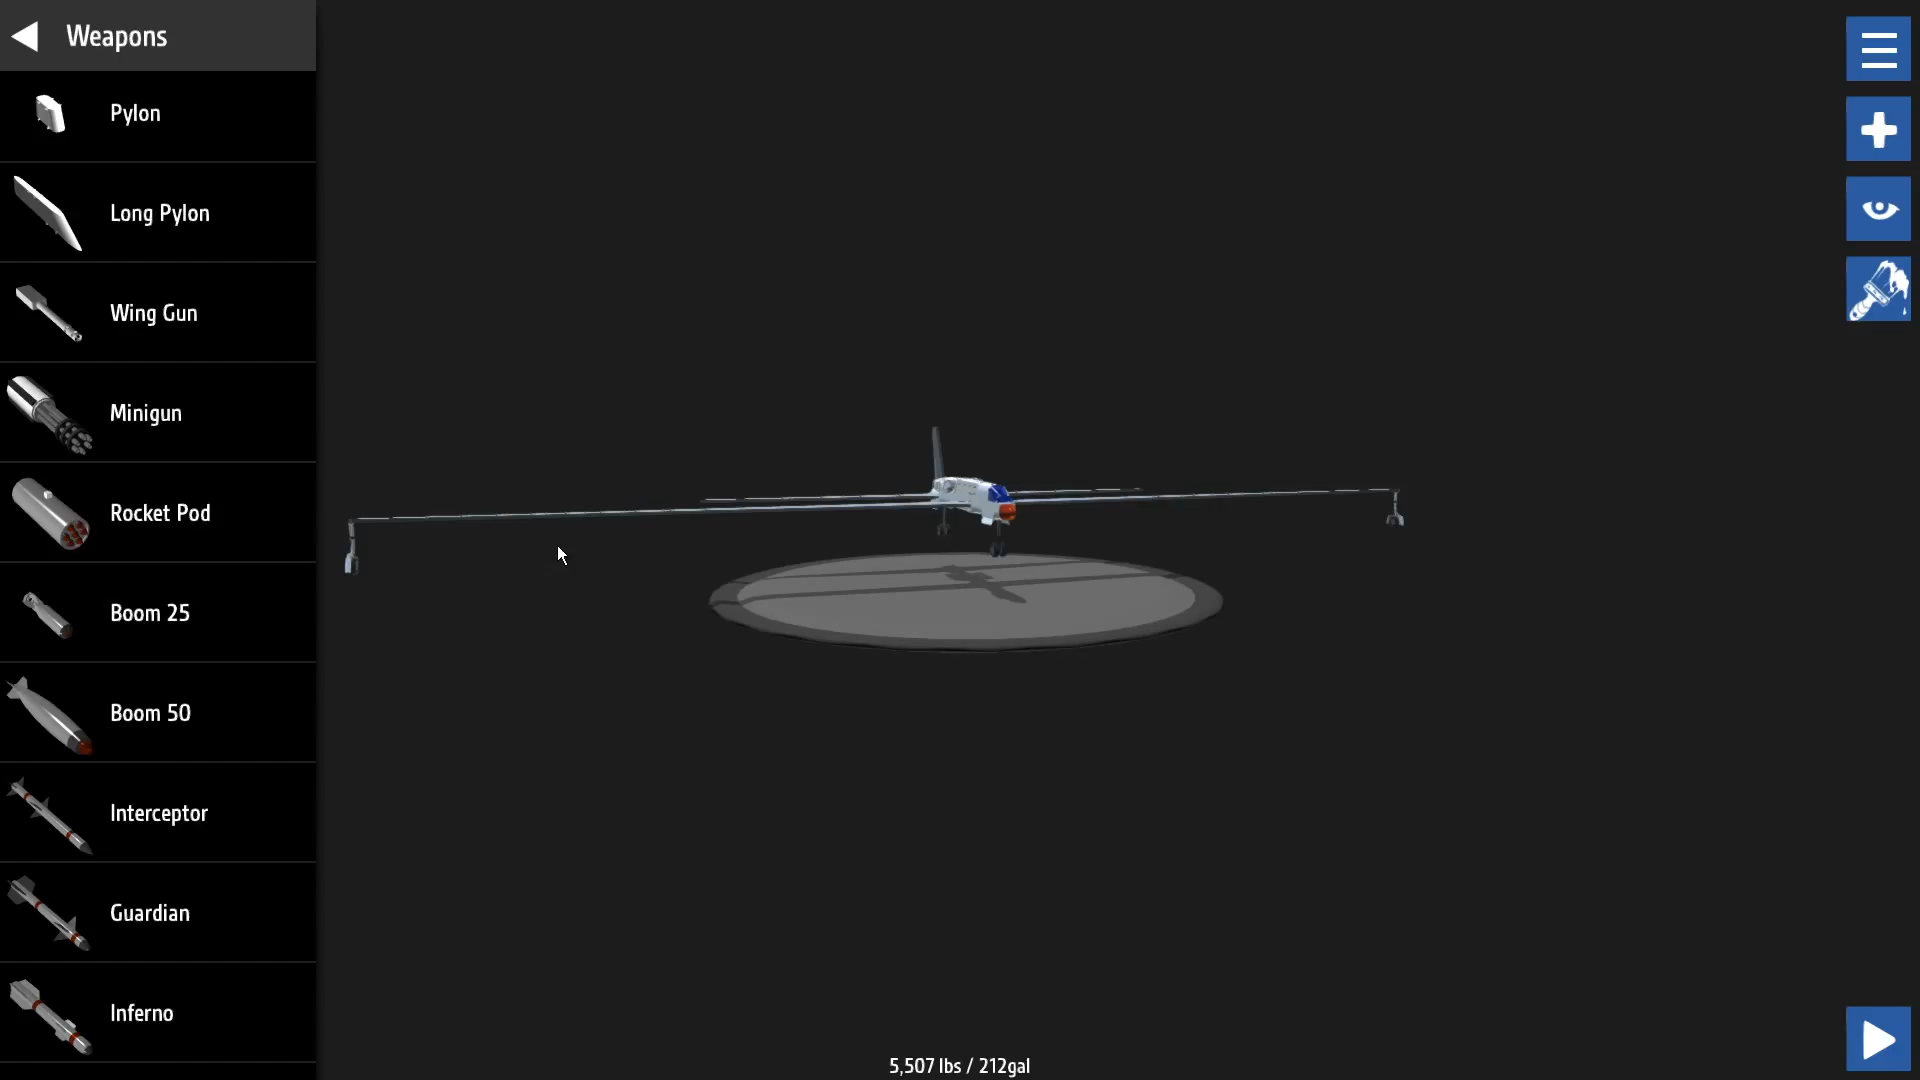 Weapons
Pylon
Long Pylon
Wing Gun
Minigun
Rocket Pod
Boom 25
Boom 50
Interceptor
Guardian
Inferno
5,507 lbs / 212gal